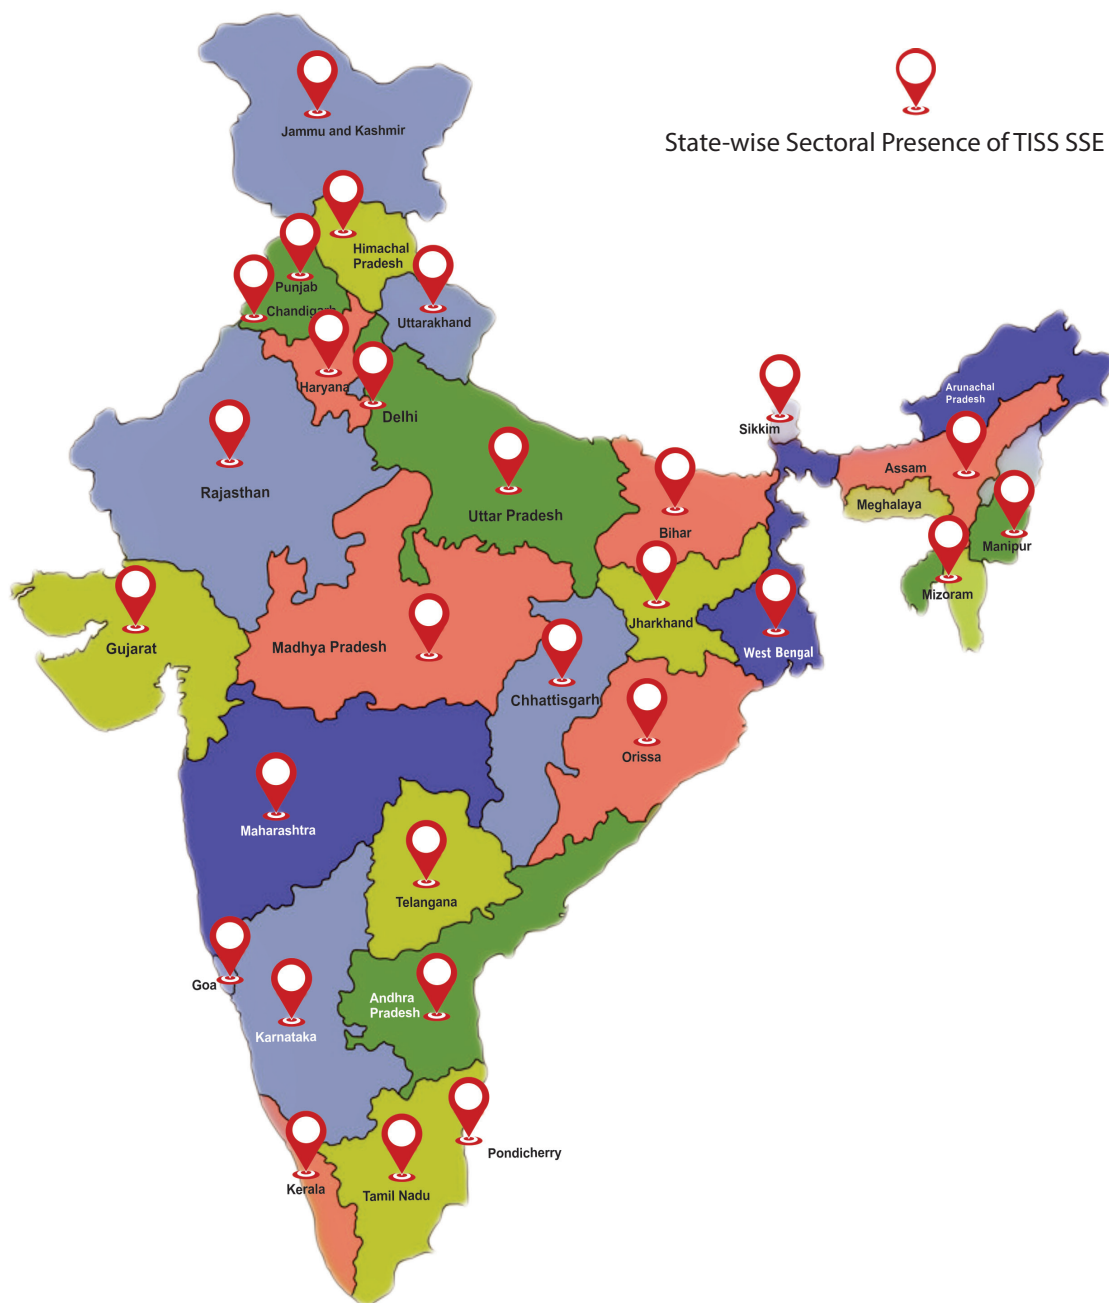 State-wise Sectoral Presence of TISS SSE
Jammu and Kashmir
Himachal
Pradesh
Punjab
Chandigarh
Uttarakhand
Haryana
Delhi
Arunachal
Pradesh
Sikkim
Assam
Rajasthan
Meghalaya
Uttar Pradesh
Bihar
Manipur
Mizoram
Jharkhand
Gujarat
Madhya Pradesh
West Bengal
Chhattisgarh
Orissa
Maharashtra
Telangana
Goa
Andhra
Pradesh
Karnataka
Pondicherry
Kerala
Tamil Nadu